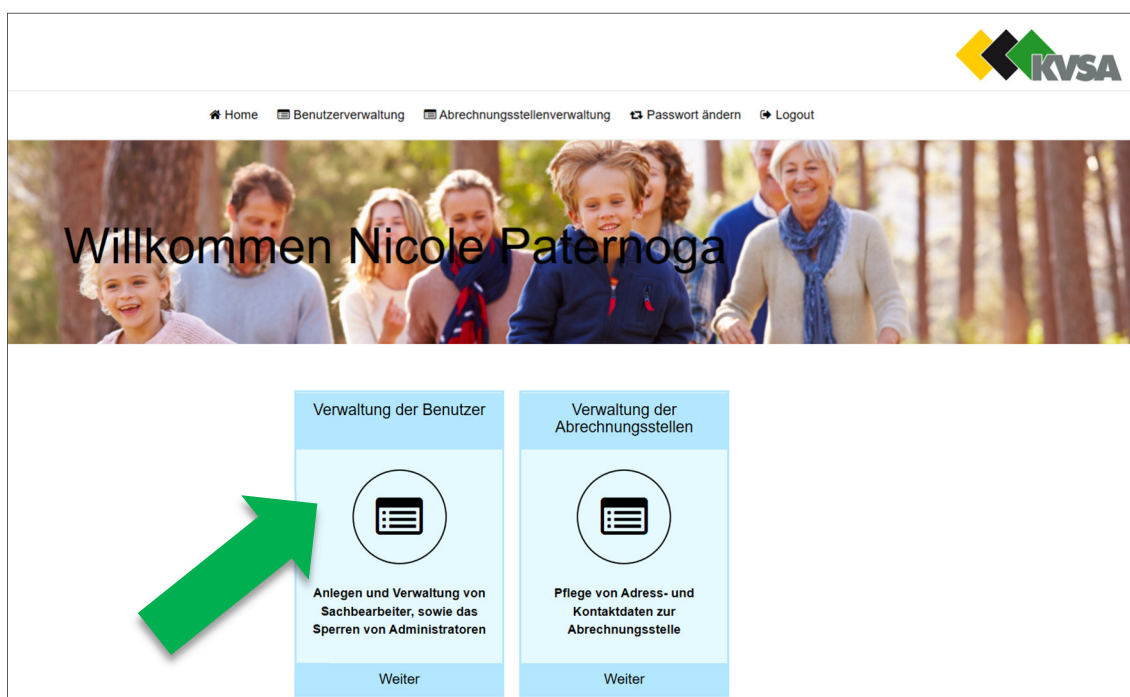 KVSA
Home Benutzerverwaltung Abrechnungsstellenverwaltung Passwort ändern Logout
Willkommen Nicole Paternoga
Verwaltung der Benutzer
Anlegen und Verwaltung von
Sachbearbeiter, sowie das
Sperren von Administratoren
Weiter
Verwaltung der
Abrechnungsstellen
Pflege von Adress- und
Kontaktdaten zur
Abrechnungsstelle
Weiter